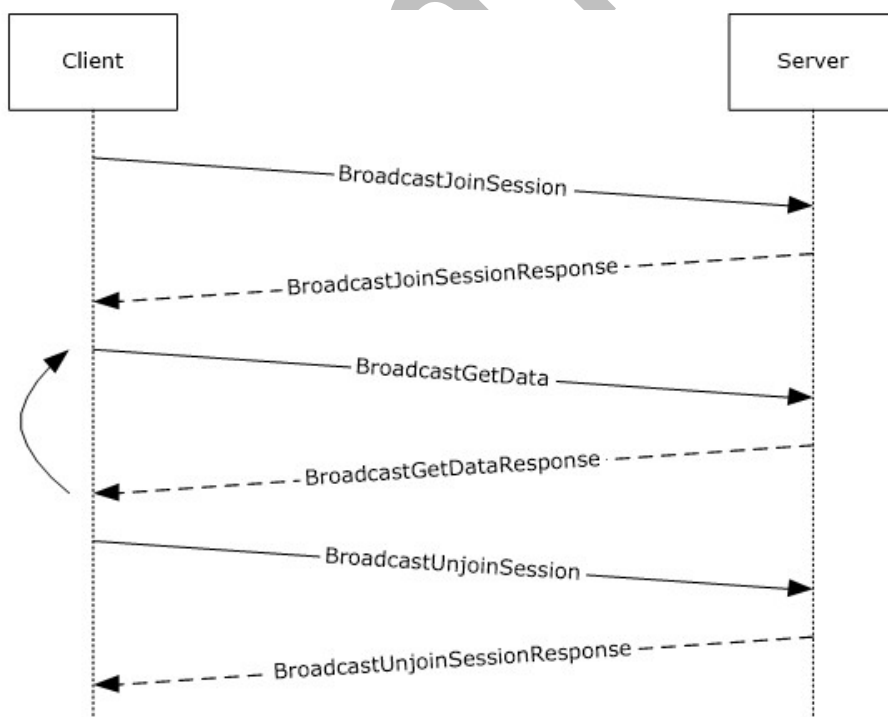 Client
Server
BroadcastJoinSession
BroadcastJoinSessionResponse
BroadcastGetData
BroadcastGetDataResponse
BroadcastUnjoinSession
BroadcastUnjoinSessionResponse